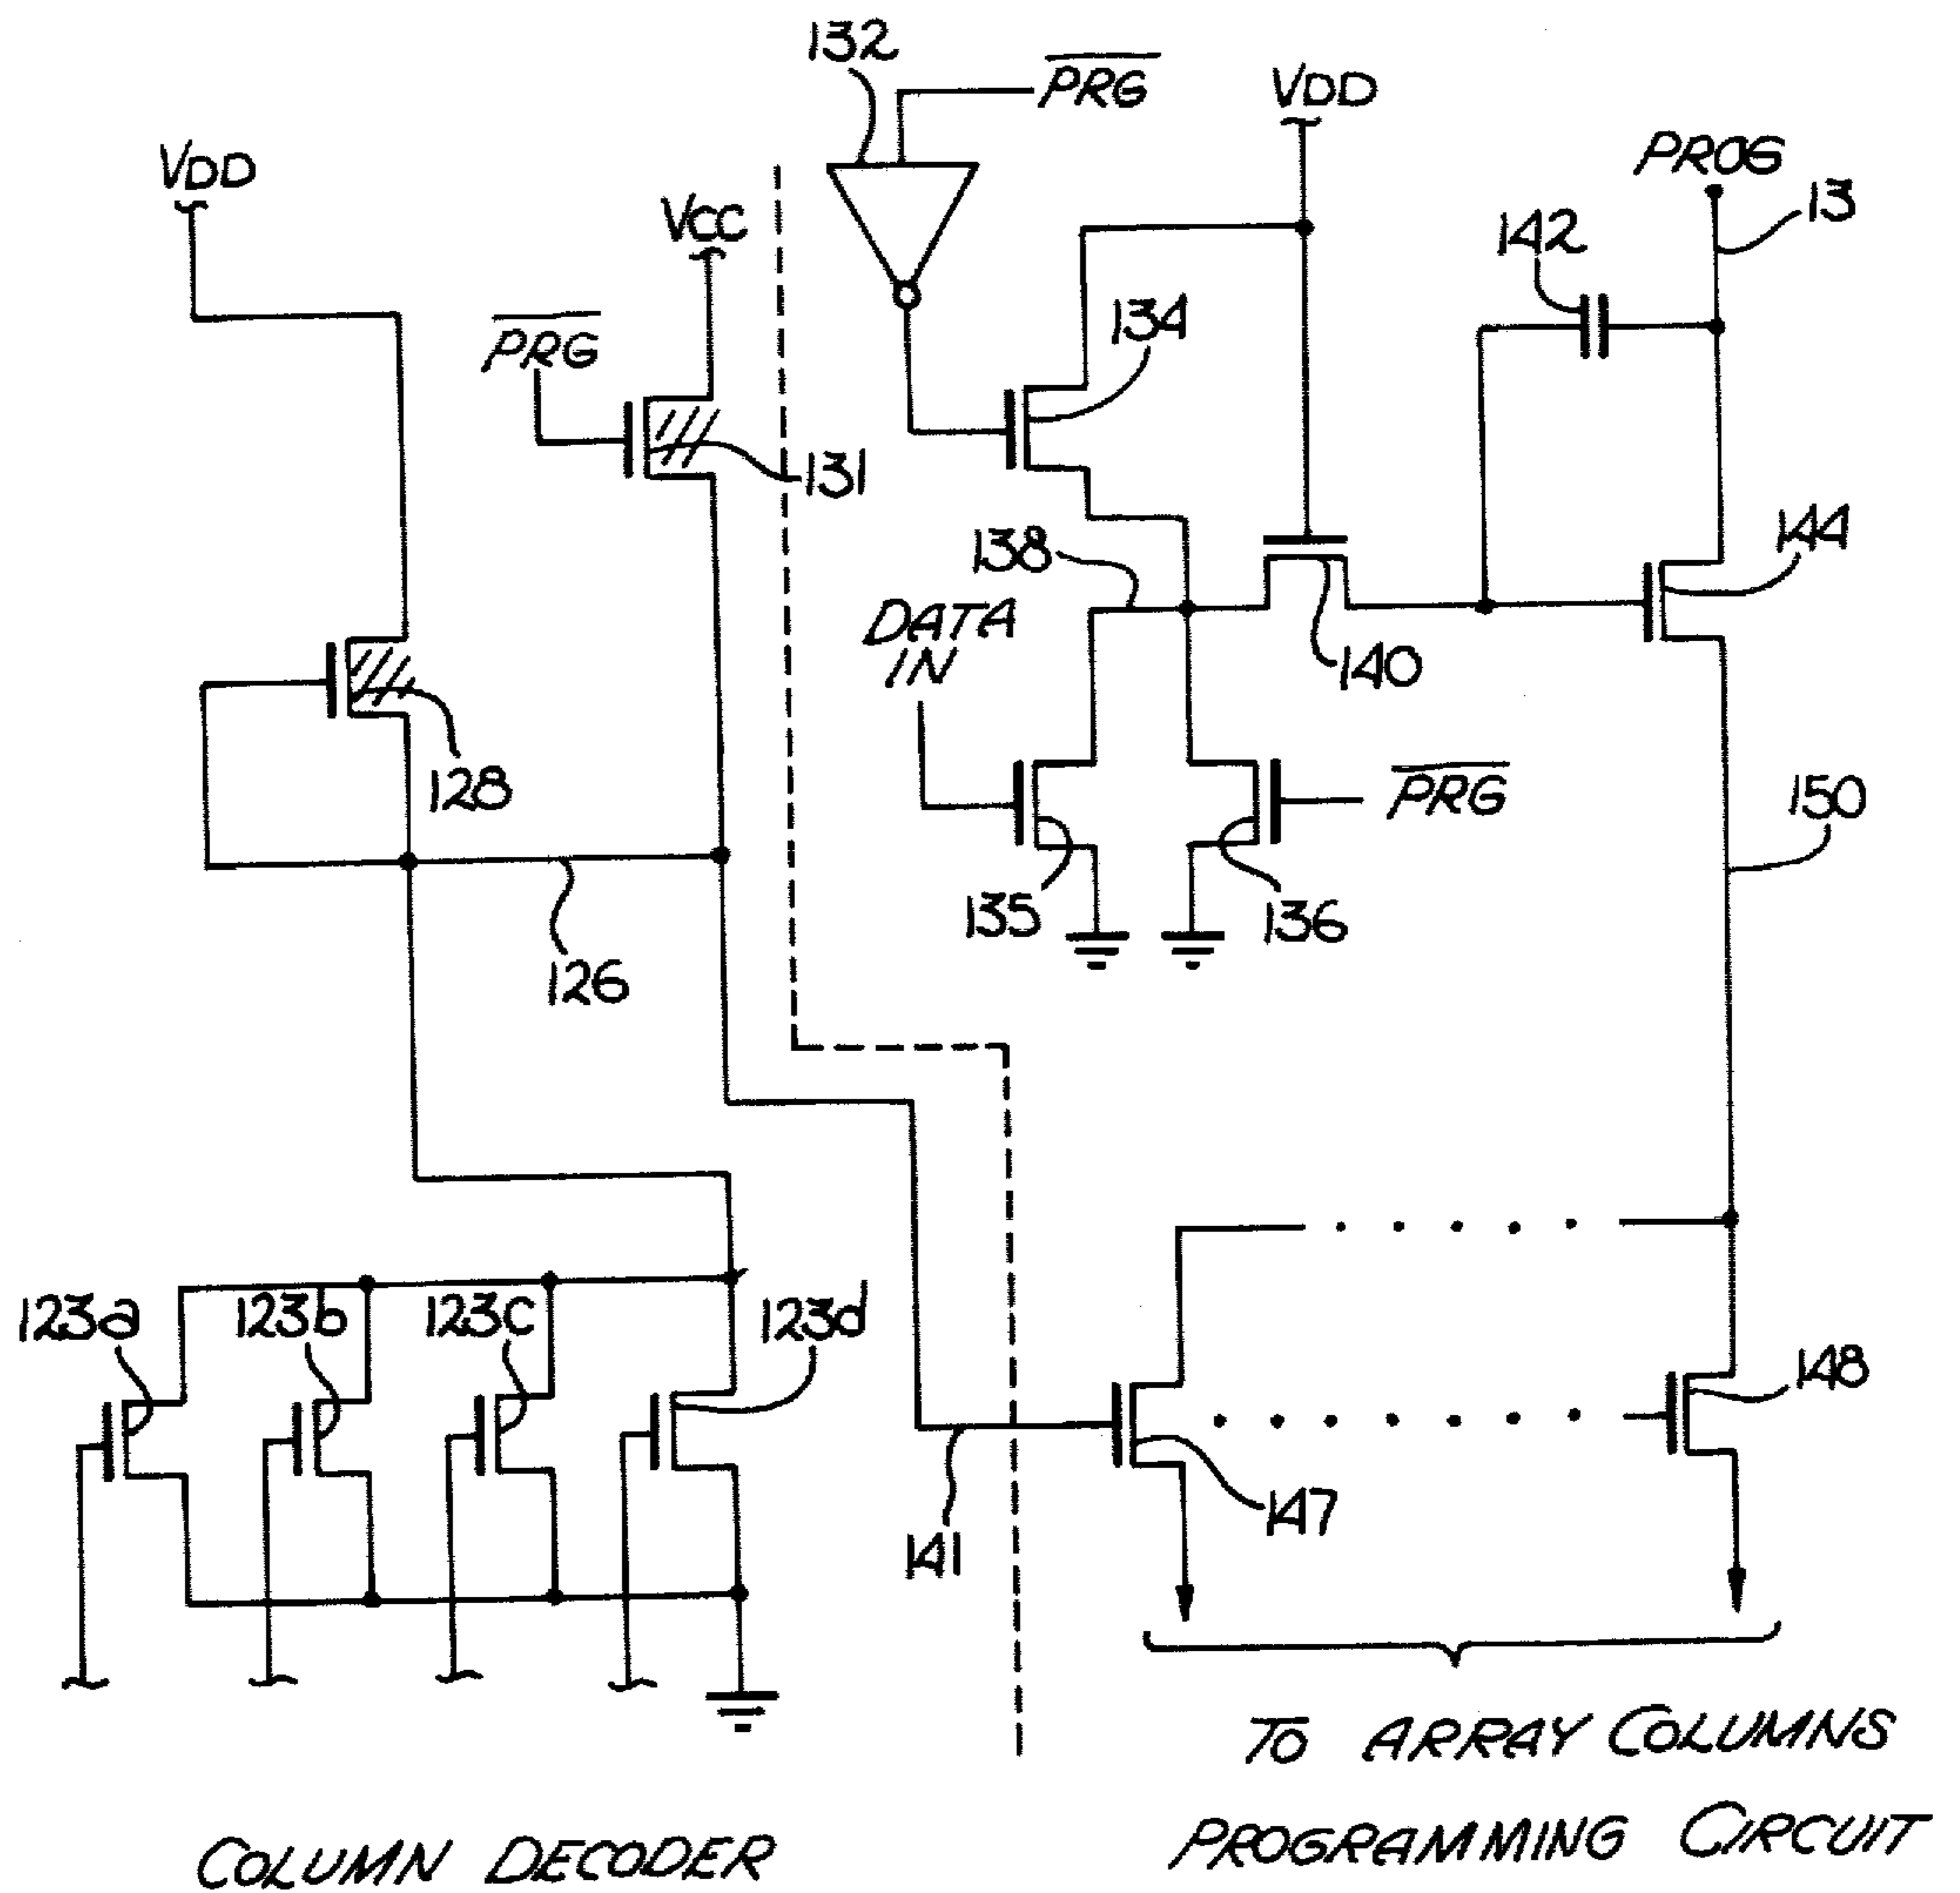 132
PRG
VDD
PROG
VDD
VCC
13
142
PRG
134
131
138
144
DATA
IN
140
128
PRG
150
135
136
126
123a
123b
123c
123d
148
147
141
TO ARRAY COLUMNS
COLUMN DECODER
PROGRAMMING CIRCUIT